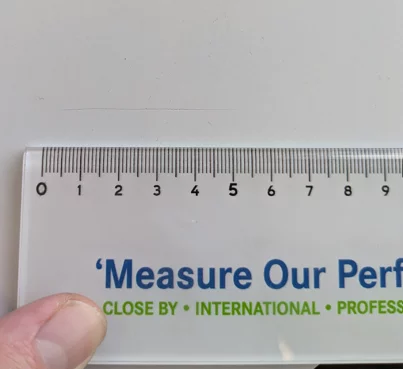 0 1 2 3 4 5 6 7 8 9
‘Measure Our Perf
CLOSE BY • INTERNATIONAL • PROFESS